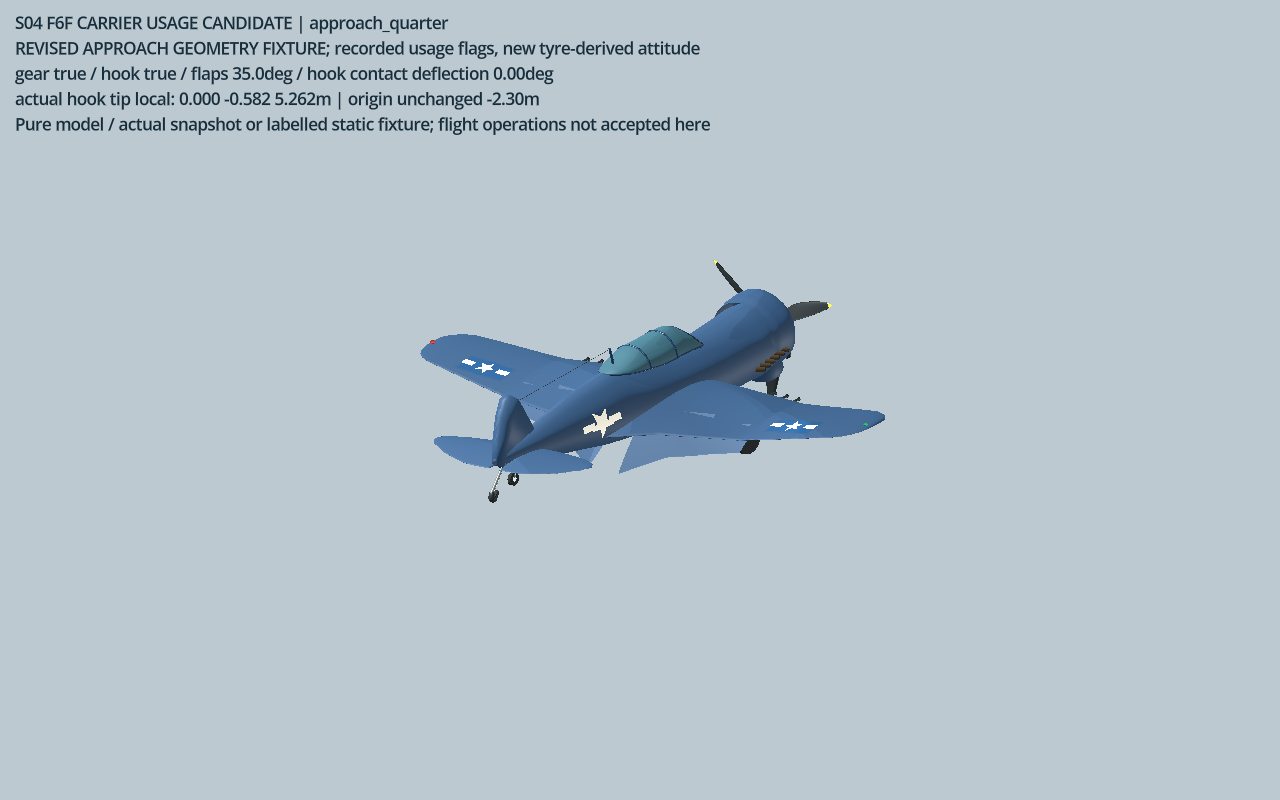 S04 F6F CARRIER USAGE CANDIDATE | approach_quarter
REVISED APPROACH GEOMETRY FIXTURE; recorded usage flags, new tyre-derived attitude
gear true / hook true / flaps 35.0deg / hook contact deflection 0.00deg
actual hook tip local: 0.000 -0.582 5.262m | origin unchanged -2.30m
Pure model / actual snapshot or labelled static fixture; flight operations not accepted here